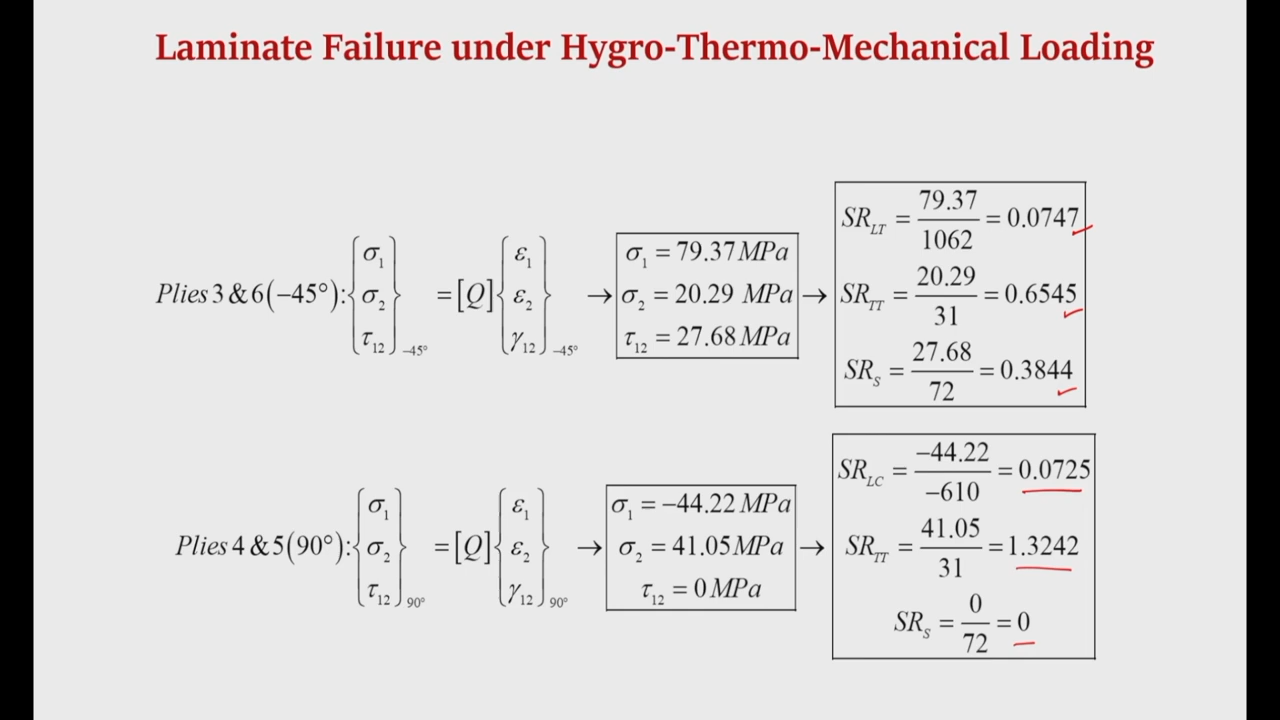 Laminate Failure under Hygro-Thermo-Mechanical Loading
Plies 3 & 6(−45°): {σ1 σ2 τ12}−45° = [Q] {ε1 ε2 γ12}−45° → σ1 = 79.37 MPa
σ2 = 20.29 MPa
τ12 = 27.68 MPa
→ SR_LT = 79.37/1062 = 0.0747
SR_TT = 20.29/31 = 0.6545
SR_S = 27.68/72 = 0.3844
Plies 4 & 5(90°): {σ1 σ2 τ12}90° = [Q] {ε1 ε2 γ12}90° → σ1 = −44.22 MPa
σ2 = 41.05 MPa
τ12 = 0 MPa
→ SR_LC = −44.22/−610 = 0.0725
SR_TT = 41.05/31 = 1.3242
SR_S = 0/72 = 0